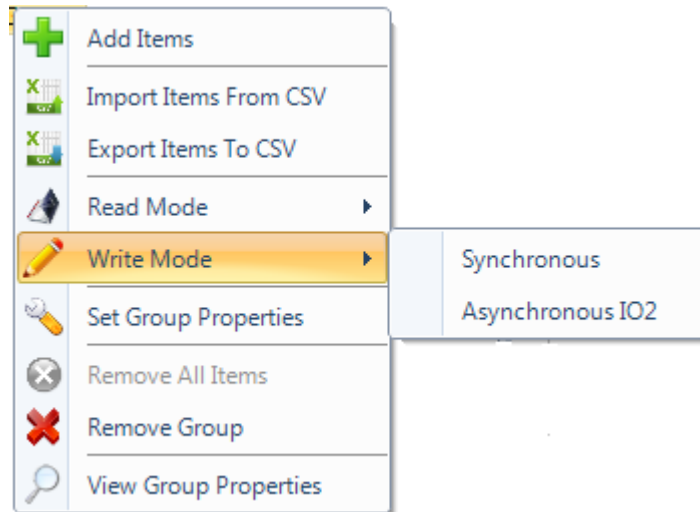 Add Items
Import Items From CSV
Export Items To CSV
Read Mode
Write Mode
Synchronous
Asynchronous IO2
Set Group Properties
Remove All Items
Remove Group
View Group Properties